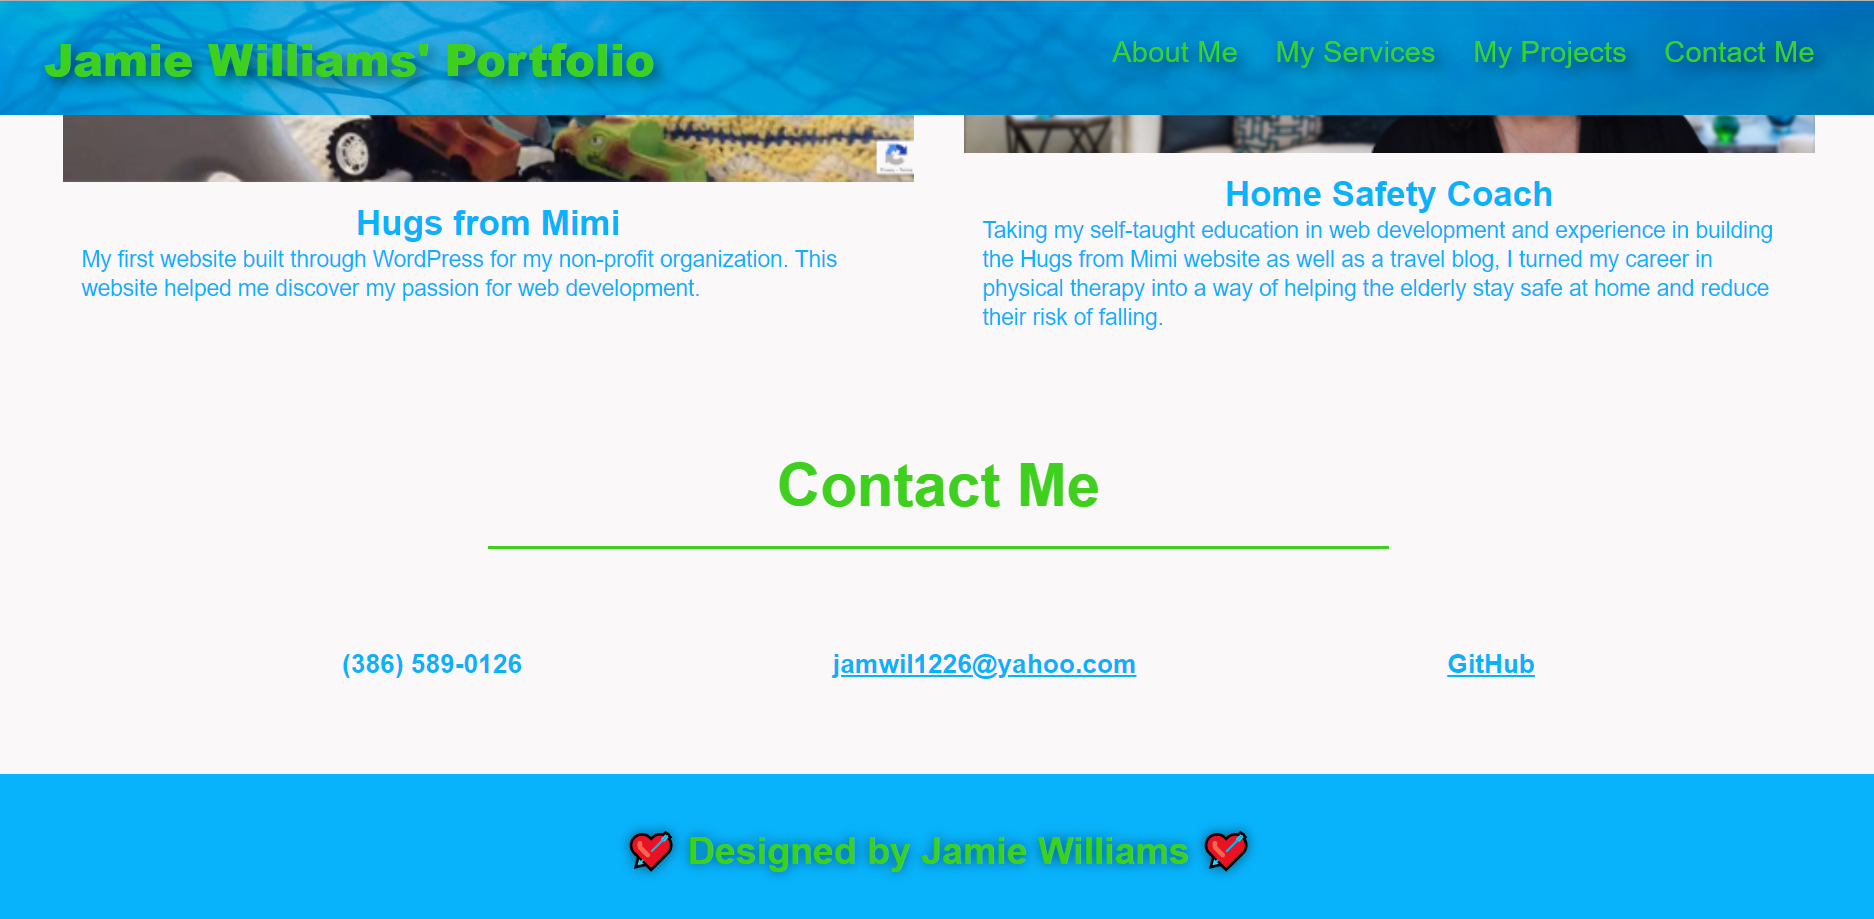 Jamie Williams' Portfolio
About Me My Services My Projects Contact Me
Hugs from Mimi
My first website built through WordPress for my non-profit organization. This
website helped me discover my passion for web development.
Home Safety Coach
Taking my self-taught education in web development and experience in building
the Hugs from Mimi website as well as a travel blog, I turned my career in
physical therapy into a way of helping the elderly stay safe at home and reduce
their risk of falling.
Contact Me
(386) 589-0126
jamwil1226@yahoo.com
GitHub
Designed by Jamie Williams